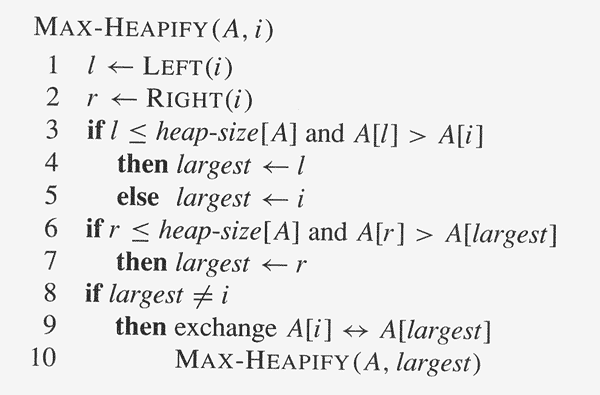 MAX-HEAPIFY(A, i)
1 l ← LEFT(i)
2 r ← RIGHT(i)
3 if l ≤ heap-size[A] and A[l] > A[i]
4 then largest ← l
5 else largest ← i
6 if r ≤ heap-size[A] and A[r] > A[largest]
7 then largest ← r
8 if largest ≠ i
9 then exchange A[i] ↔ A[largest]
10 MAX-HEAPIFY(A, largest)